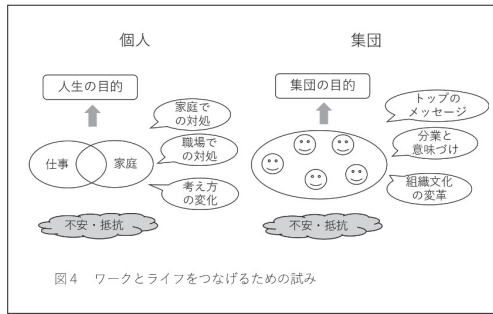 個人
人生の目的
家庭で
の対処
職場で
の対処
考え方
の変化
仕事
家庭
不安・抵抗
集団
集団の目的
トップの
メッセージ
分業と
意味づけ
組織文化
の変革
不安・抵抗
図4 ワークとライフをつなげるための試み